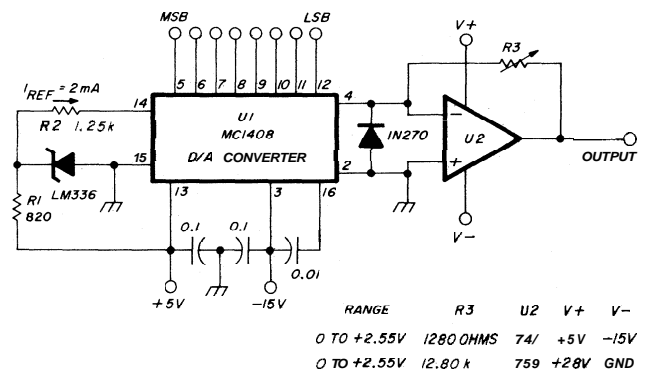 MSB LSB
5 6 7 8 9 10 11 12
V+
R3
IREF = 2mA
14
R2 1.25k
U1
MC1408
D/A CONVERTER
4
1N270
−
+
U2
OUTPUT
15
LM336
2
R1
820
13
3
16
V−
0.1
0.1
0.01
+5V
−15V
RANGE R3 U2 V+ V−
0 TO +2.55V 1280 OHMS 74/ +5V −15V
0 TO +2.55V 12.80 k 759 +28V GND